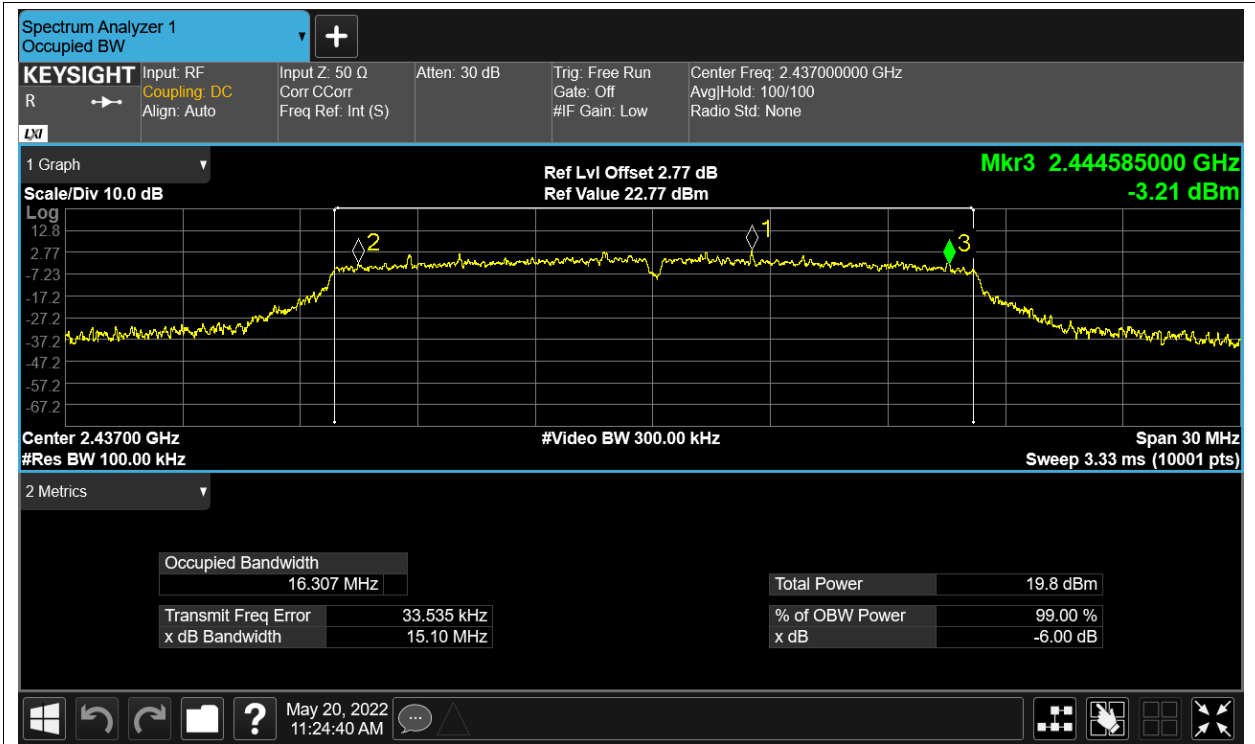 Spectrum Analyzer 1
Occupied BW
KEYSIGHT
R
LXI
Input: RF
Coupling: DC
Align: Auto
Input Z: 50 Ω
Corr CCorr
Freq Ref: Int (S)
Atten: 30 dB
Trig: Free Run
Gate: Off
#IF Gain: Low
Center Freq: 2.437000000 GHz
Avg|Hold: 100/100
Radio Std: None
1 Graph
Scale/Div 10.0 dB
Ref Lvl Offset 2.77 dB
Ref Value 22.77 dBm
Mkr3 2.444585000 GHz
-3.21 dBm
Log
12.8
2.77
-7.23
-17.2
-27.2
-37.2
-47.2
-57.2
-67.2
2
1
3
Center 2.43700 GHz
#Video BW 300.00 kHz
Span 30 MHz
#Res BW 100.00 kHz
Sweep 3.33 ms (10001 pts)
2 Metrics
Occupied Bandwidth
16.307 MHz
Total Power 19.8 dBm
Transmit Freq Error 33.535 kHz
% of OBW Power 99.00 %
x dB Bandwidth 15.10 MHz
x dB -6.00 dB
?
May 20, 2022
11:24:40 AM